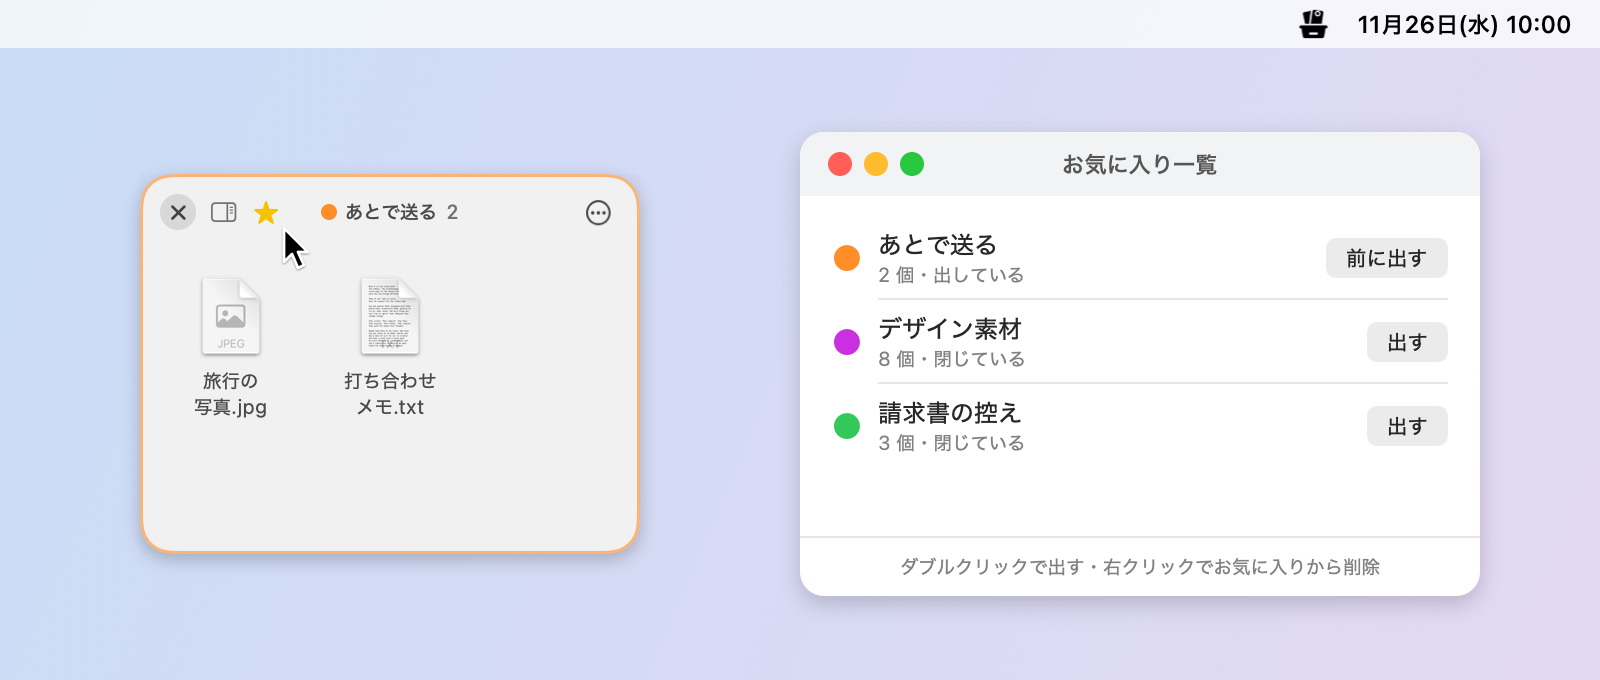 11月26日(水) 10:00
あとで送る 2
JPEG
旅行の
写真.jpg
打ち合わせ
メモ.txt
お気に入り一覧
あとで送る
2 個・出している
前に出す
デザイン素材
8 個・閉じている
出す
請求書の控え
3 個・閉じている
出す
ダブルクリックで出す・右クリックでお気に入りから削除